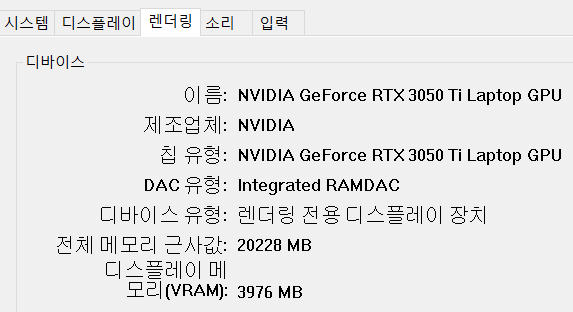 시스템 디스플레이 렌더링 소리 입력
디바이스
이름: NVIDIA GeForce RTX 3050 Ti Laptop GPU
제조업체: NVIDIA
칩 유형: NVIDIA GeForce RTX 3050 Ti Laptop GPU
DAC 유형: Integrated RAMDAC
디바이스 유형: 렌더링 전용 디스플레이 장치
전체 메모리 근사값: 20228 MB
디스플레이 메
모리(VRAM): 3976 MB